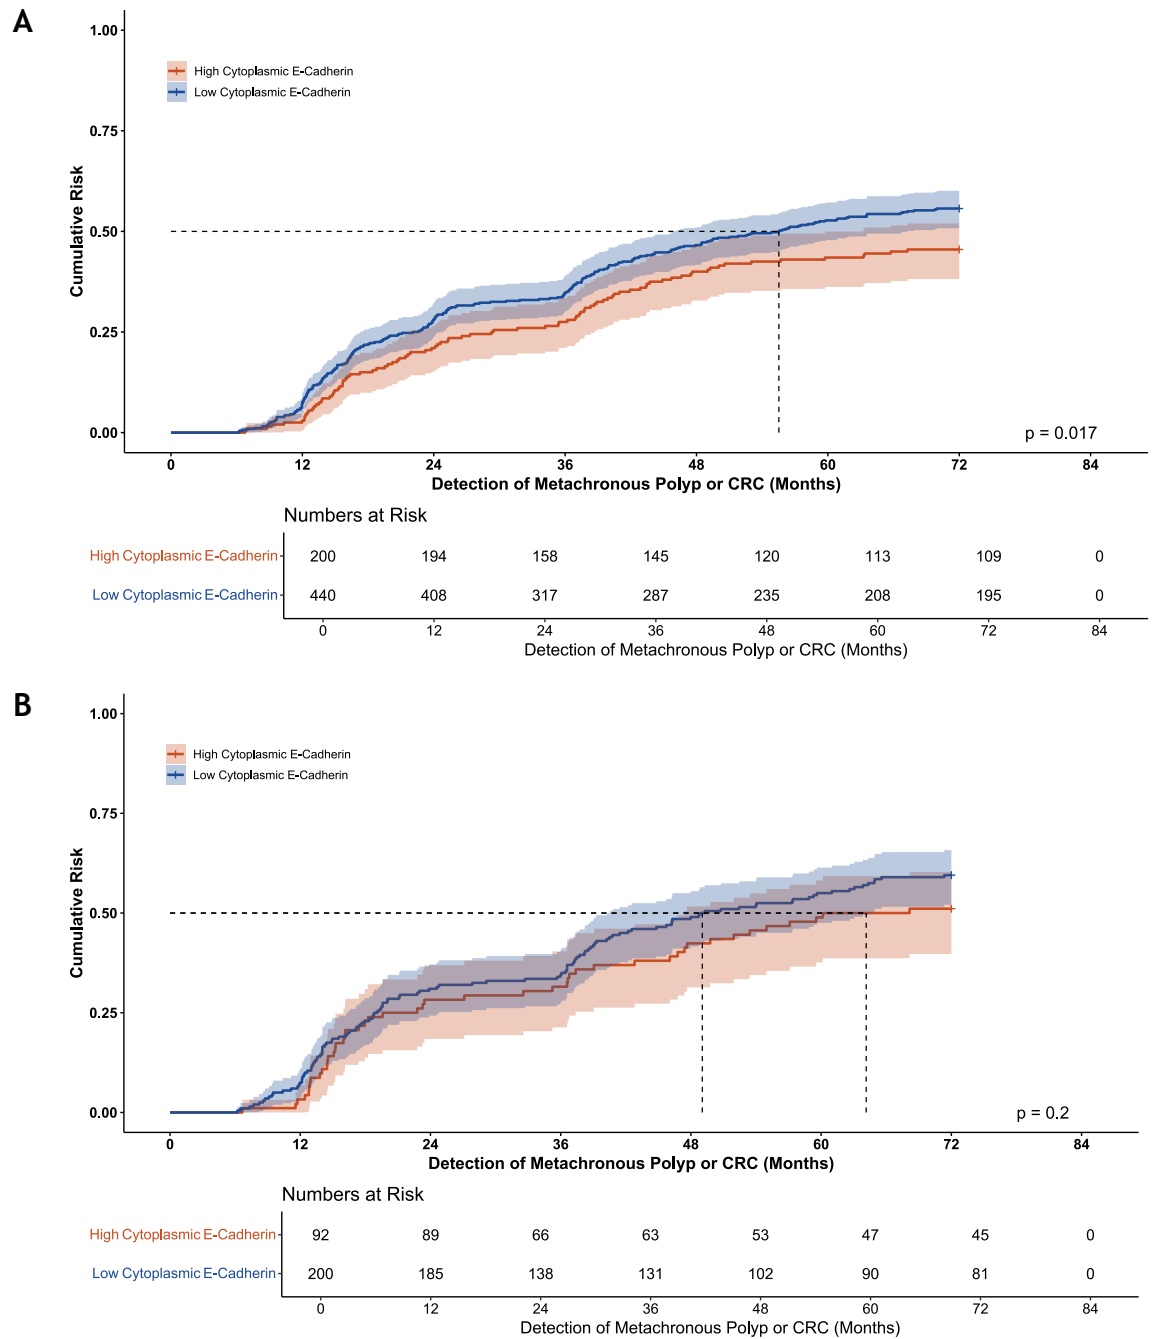 A
1.00
High Cytoplasmic E-Cadherin
Low Cytoplasmic E-Cadherin
0.75
Cumulative Risk
0.50
0.25
0.00
p = 0.017
0 12 24 36 48 60 72 84
Detection of Metachronous Polyp or CRC (Months)
Numbers at Risk
High Cytoplasmic E-Cadherin 200 194 158 145 120 113 109 0
Low Cytoplasmic E-Cadherin 440 408 317 287 235 208 195 0
0 12 24 36 48 60 72 84
Detection of Metachronous Polyp or CRC (Months)
B
1.00
High Cytoplasmic E-Cadherin
Low Cytoplasmic E-Cadherin
0.75
Cumulative Risk
0.50
0.25
0.00
p = 0.2
0 12 24 36 48 60 72 84
Detection of Metachronous Polyp or CRC (Months)
Numbers at Risk
High Cytoplasmic E-Cadherin 92 89 66 63 53 47 45 0
Low Cytoplasmic E-Cadherin 200 185 138 131 102 90 81 0
0 12 24 36 48 60 72 84
Detection of Metachronous Polyp or CRC (Months)